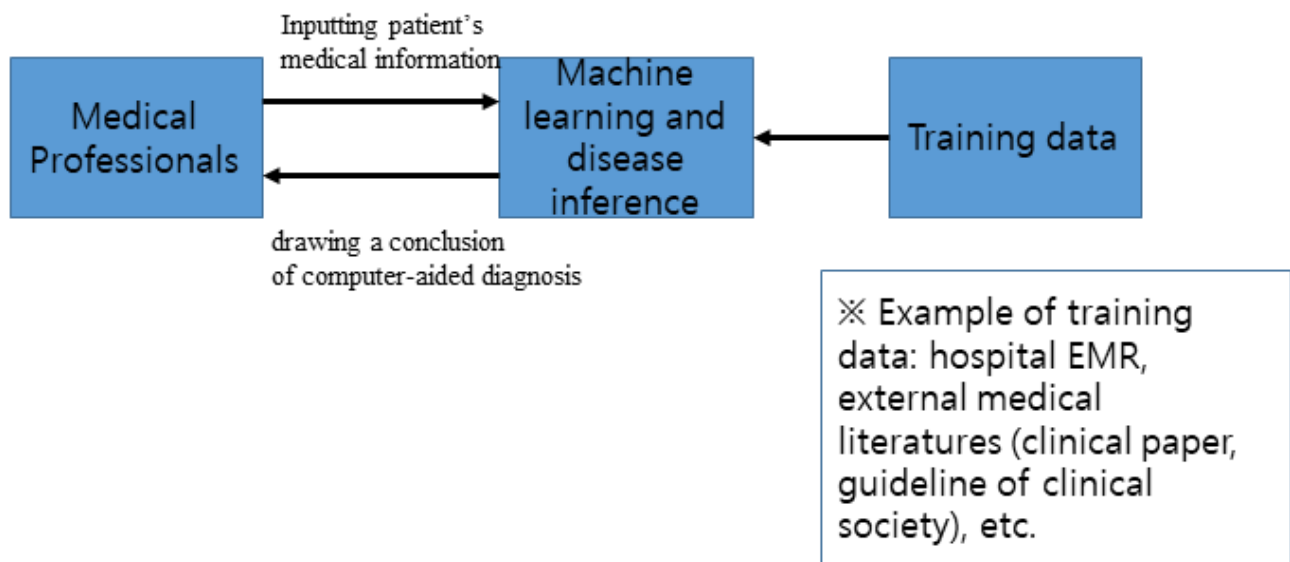 Inputting patient's
medical information
Medical
Professionals
Machine
learning and
disease
inference
Training data
drawing a conclusion
of computer-aided diagnosis
※ Example of training
data: hospital EMR,
external medical
literatures (clinical paper,
guideline of clinical
society), etc.